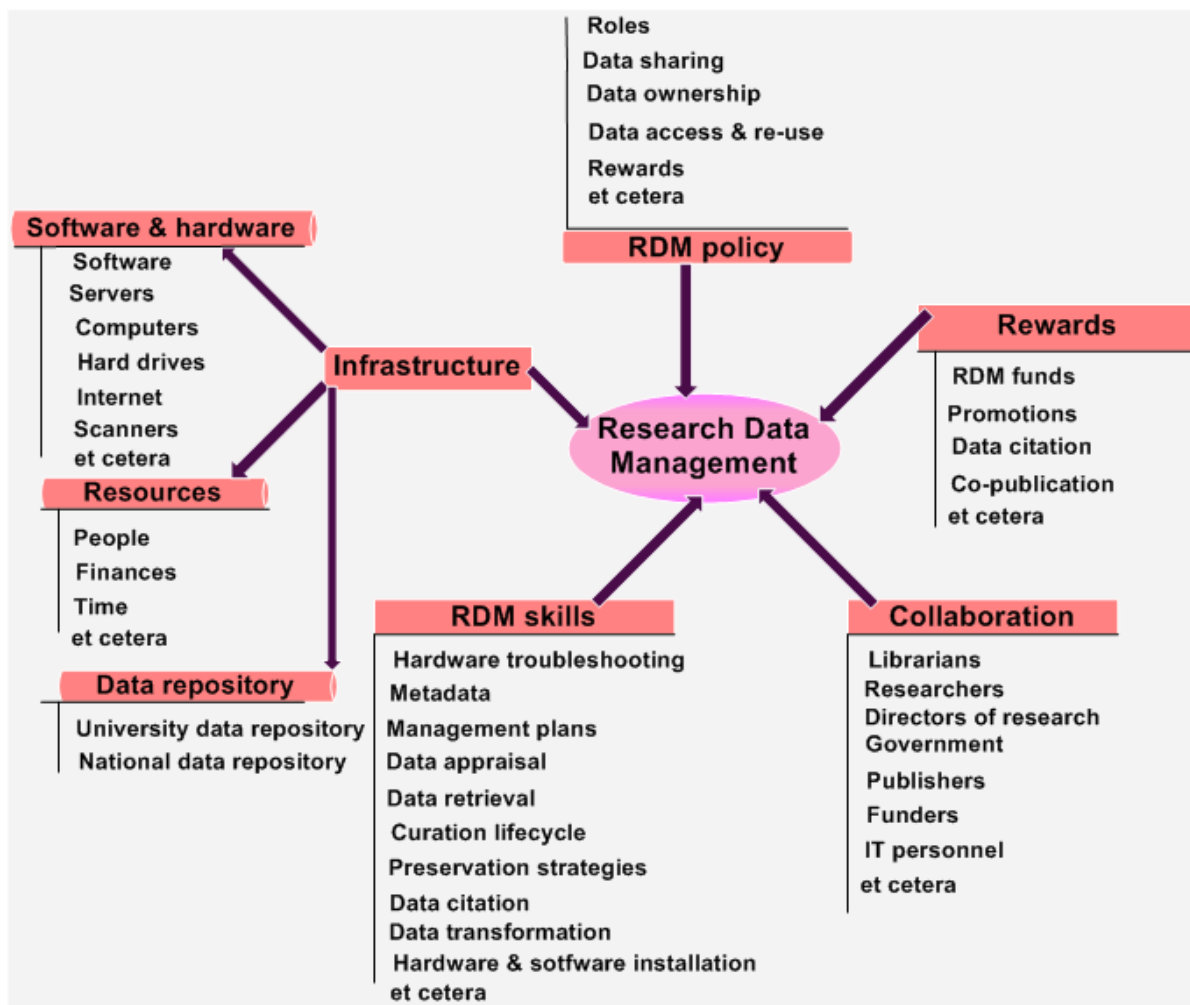 Roles
Data sharing
Data ownership
Data access & re-use
Rewards
et cetera
RDM policy
Software & hardware
Software
Servers
Computers
Hard drives
Internet
Scanners
et cetera
Infrastructure
Resources
People
Finances
Time
et cetera
Data repository
University data repository
National data repository
Research Data
Management
Rewards
RDM funds
Promotions
Data citation
Co-publication
et cetera
RDM skills
Hardware troubleshooting
Metadata
Management plans
Data appraisal
Data retrieval
Curation lifecycle
Preservation strategies
Data citation
Data transformation
Hardware & sotfware installation
et cetera
Collaboration
Librarians
Researchers
Directors of research
Government
Publishers
Funders
IT personnel
et cetera